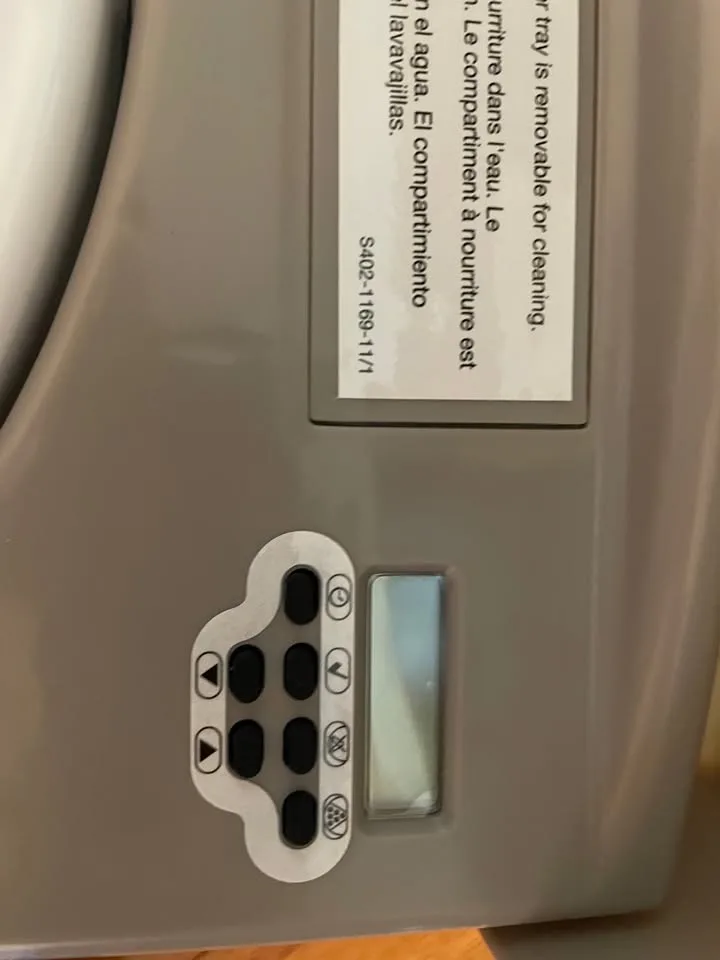 tray is removable for cleaning.
dans l'eau. Le
Le compartiment à nourriture est
el agua. El compartimiento
lavavajillas.
S402-1169-11/1